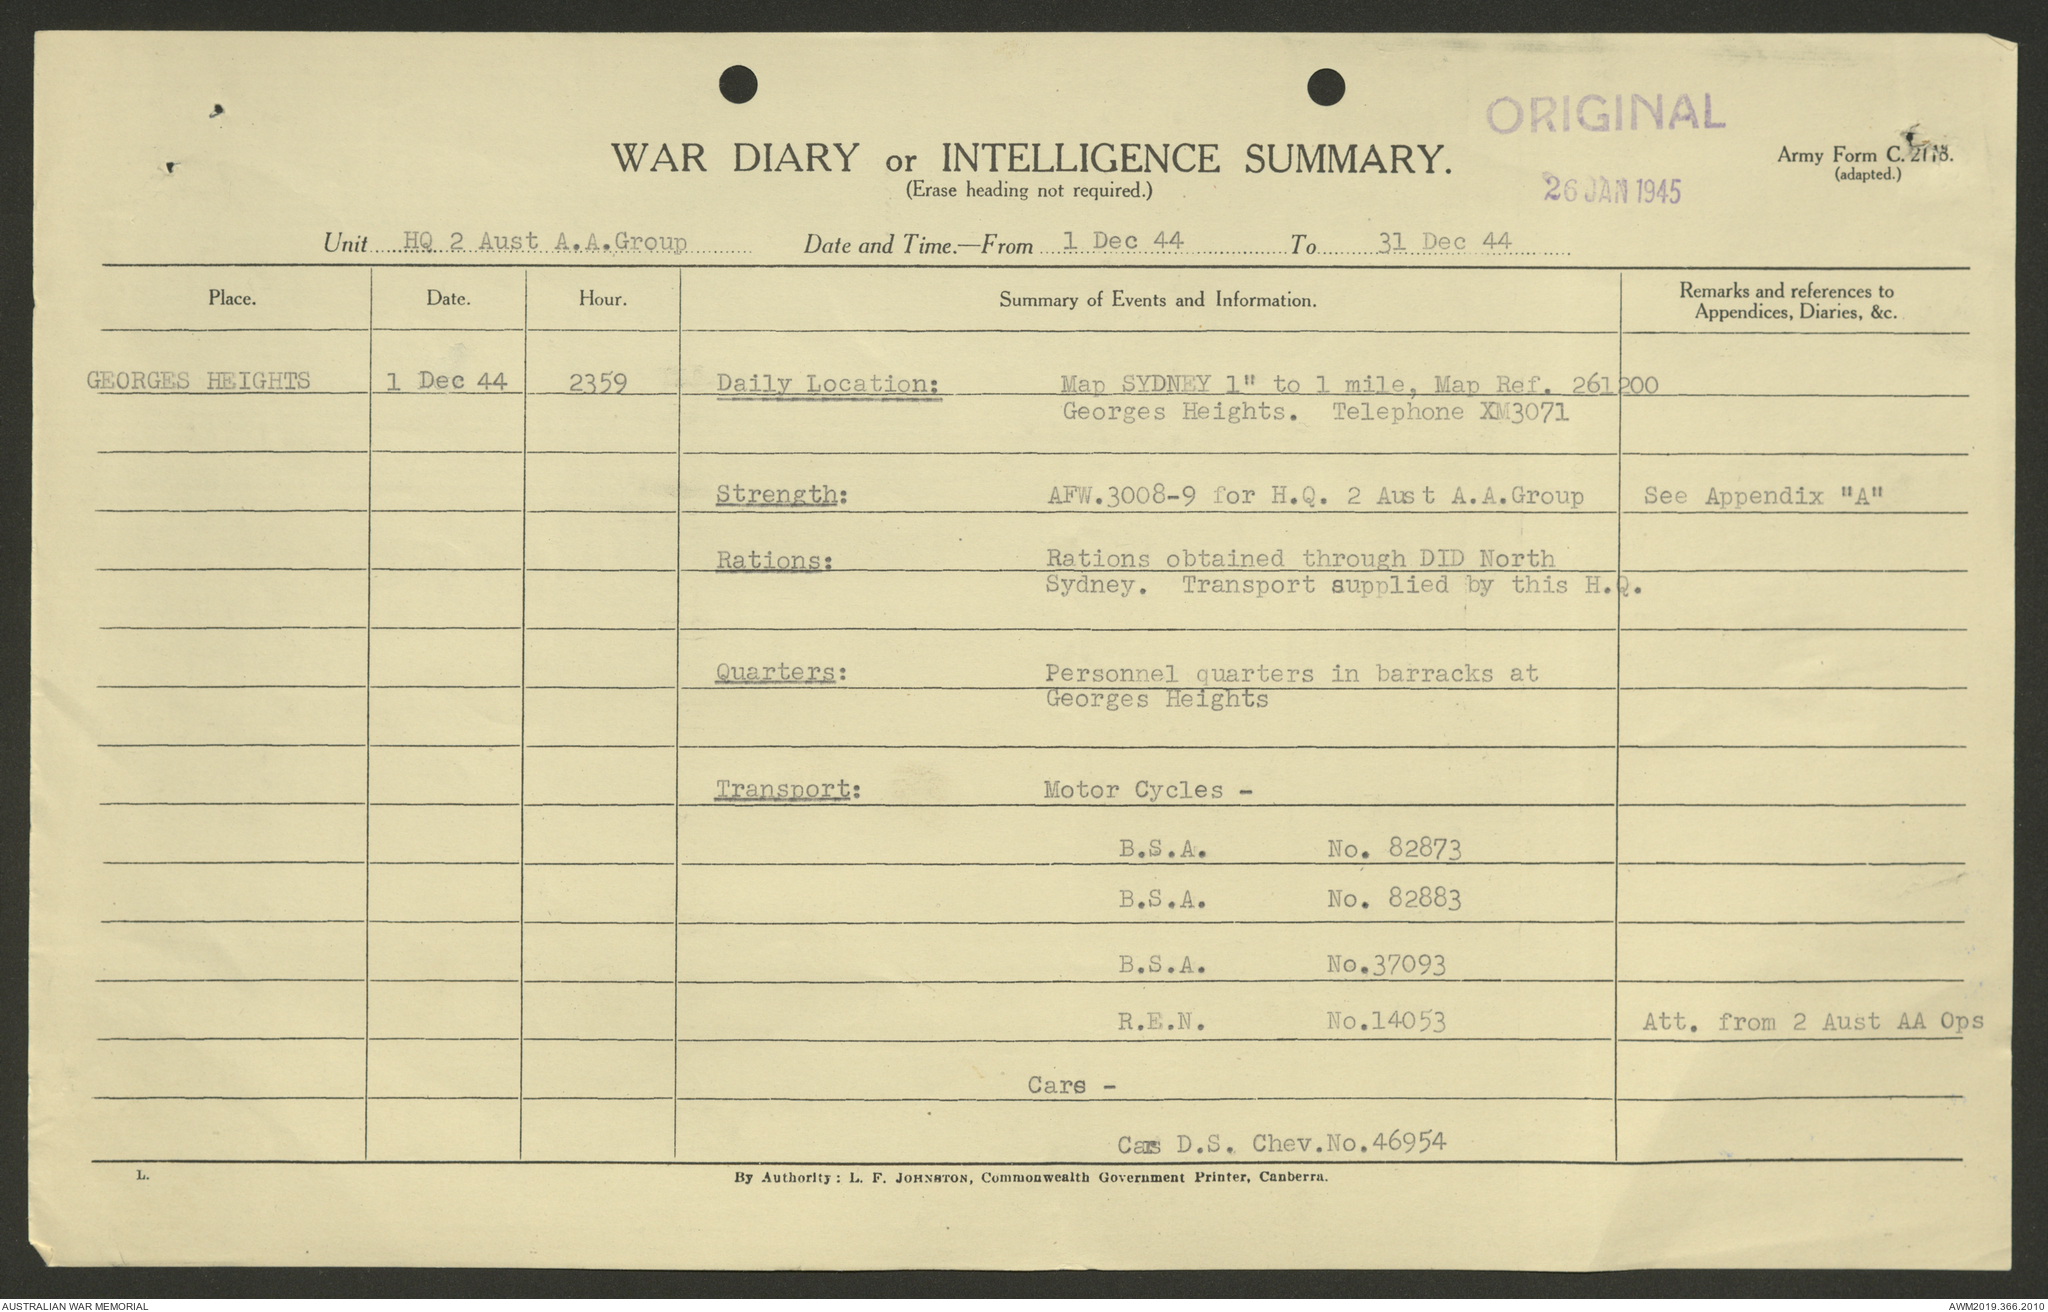 ORIGINAL
WAR DIARY or INTELLIGENCE SUMMARY.
Army Form C. 2118.
(Erase heading not required.)
(adapted.)
26 JAN 1945
Unit HQ 2 Aust A.A.Group Date and Time.—From 1 Dec 44 To 31 Dec 44
Place. Date. Hour. Summary of Events and Information. Remarks and references to
Appendices, Diaries, &c.
GEORGES HEIGHTS 1 Dec 44 2359 Daily Location: Map SYDNEY 1" to 1 mile, Map Ref. 261200
Georges Heights. Telephone XM3071
Strength: AFW.3008-9 for H.Q. 2 Aust A.A.Group See Appendix "A"
Rations: Rations obtained through DID North
Sydney. Transport supplied by this H.Q.
Quarters: Personnel quarters in barracks at
Georges Heights
Transport: Motor Cycles -
B.S.A. No. 82873
B.S.A. No. 82883
B.S.A. No.37093
R.E.N. No.14053 Att. from 2 Aust AA Ops
Cars -
Cars D.S. Chev.No.46954
L. By Authority: L. F. JOHNSTON, Commonwealth Government Printer, Canberra.
AUSTRALIAN WAR MEMORIAL AWM2019.366.2010